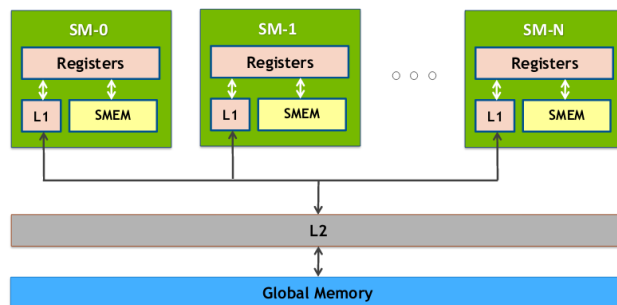 SM-0
SM-1
SM-N
Registers
Registers
Registers
L1
SMEM
L1
SMEM
L1
SMEM
L2
Global Memory